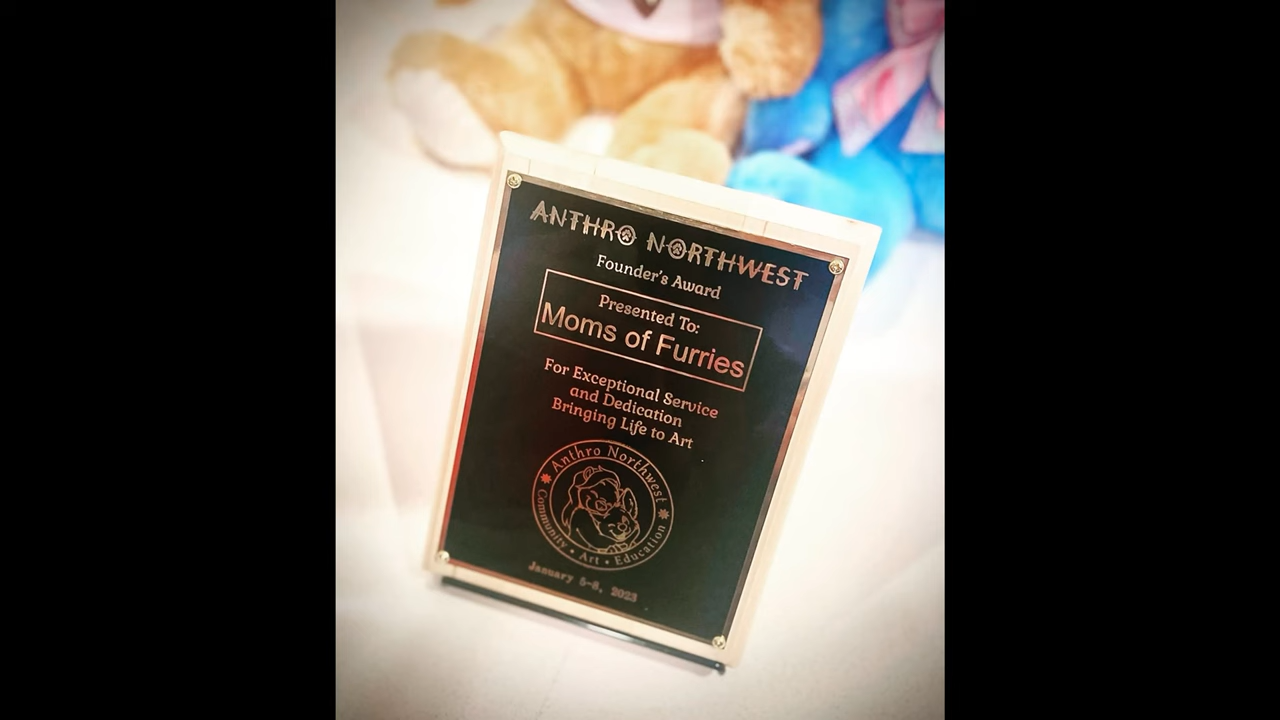 ANTHRO NORTHWEST
Founder's Award
Presented To:
Moms of Furries
For Exceptional Service
and Dedication
Bringing Life to Art
Anthro Northwest
Community • Art • Education
January 5-8, 2023